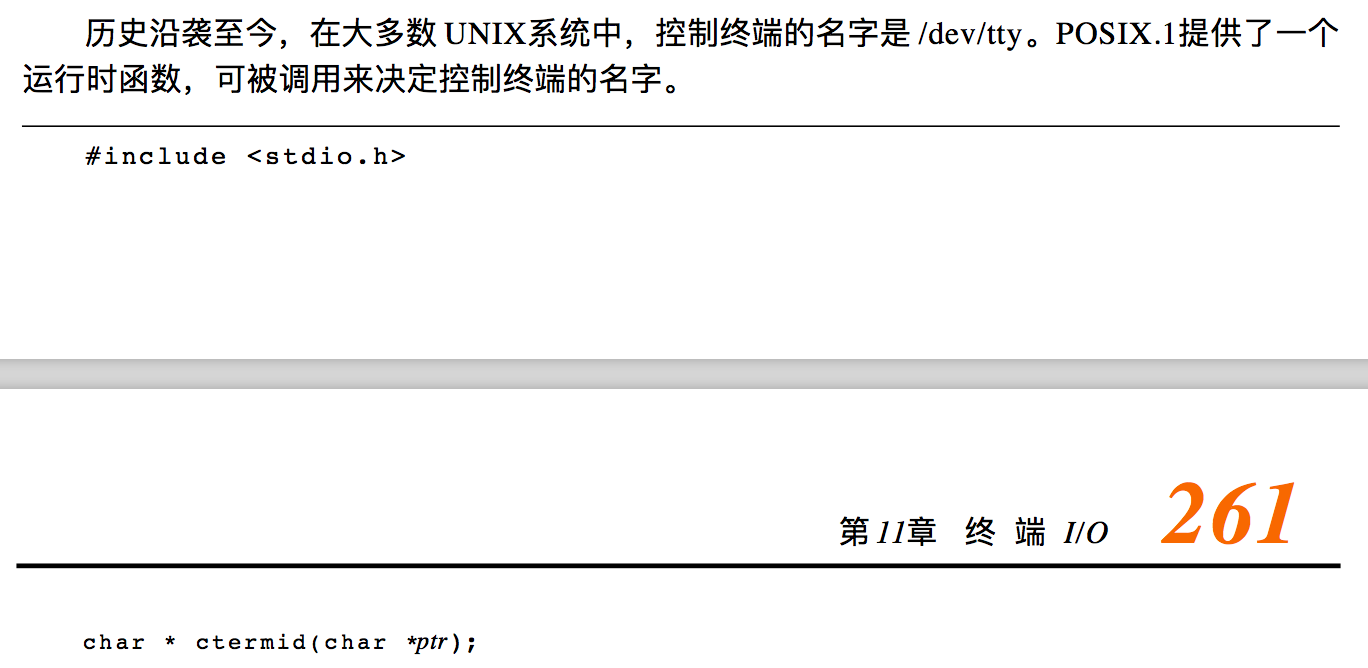 历史沿袭至今，在大多数 UNIX系统中，控制终端的名字是 /dev/tty。POSIX.1提供了一个
运行时函数，可被调用来决定控制终端的名字。
#include <stdio.h>
第11章 终 端 I/O 261
char * ctermid(char *ptr);